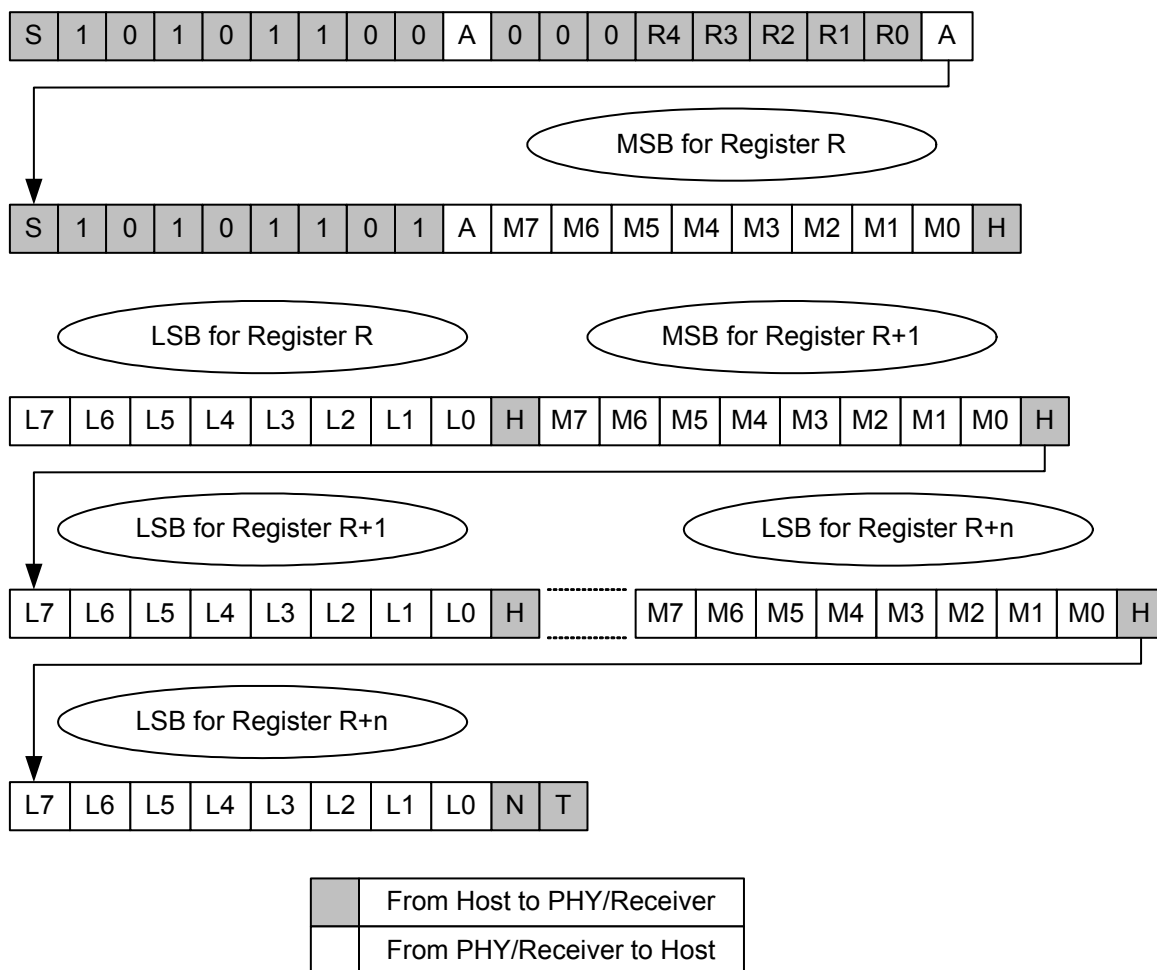 S 1 0 1 0 1 1 0 0 A 0 0 0 R4 R3 R2 R1 R0 A
MSB for Register R
S 1 0 1 0 1 1 0 1 A M7 M6 M5 M4 M3 M2 M1 M0 H
LSB for Register R MSB for Register R+1
L7 L6 L5 L4 L3 L2 L1 L0 H M7 M6 M5 M4 M3 M2 M1 M0 H
LSB for Register R+1 LSB for Register R+n
L7 L6 L5 L4 L3 L2 L1 L0 H M7 M6 M5 M4 M3 M2 M1 M0 H
LSB for Register R+n
L7 L6 L5 L4 L3 L2 L1 L0 N T
From Host to PHY/Receiver
From PHY/Receiver to Host